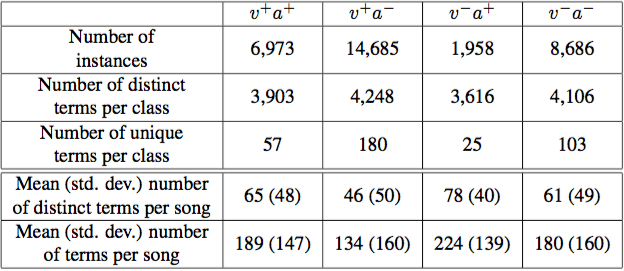 v⁺a⁺ v⁺a⁻ v⁻a⁺ v⁻a⁻
Number of
instances 6,973 14,685 1,958 8,686
Number of distinct
terms per class 3,903 4,248 3,616 4,106
Number of unique
terms per class 57 180 25 103
Mean (std. dev.) number
of distinct terms per song 65 (48) 46 (50) 78 (40) 61 (49)
Mean (std. dev.) number
of terms per song 189 (147) 134 (160) 224 (139) 180 (160)